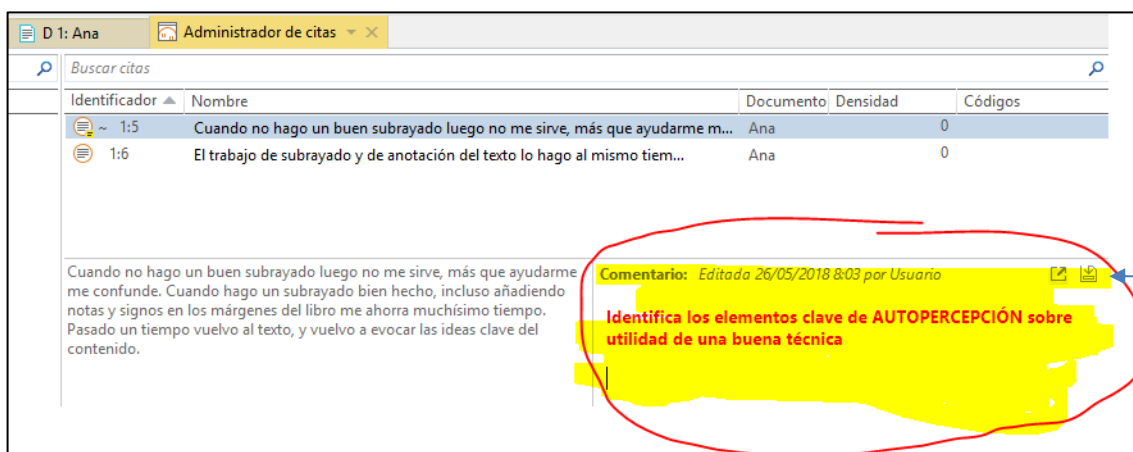 D 1: Ana
Administrador de citas
Buscar citas
Identificador Nombre Documento Densidad Códigos
~ 1:5 Cuando no hago un buen subrayado luego no me sirve, más que ayudarme m... Ana 0
1:6 El trabajo de subrayado y de anotación del texto lo hago al mismo tiem... Ana 0
Cuando no hago un buen subrayado luego no me sirve, más que ayudarme
me confunde. Cuando hago un subrayado bien hecho, incluso añadiendo
notas y signos en los márgenes del libro me ahorra muchísimo tiempo.
Pasado un tiempo vuelvo al texto, y vuelvo a evocar las ideas clave del
contenido.
Comentario: Editada 26/05/2018 8:03 por Usuario
Identifica los elementos clave de AUTOPERCEPCIÓN sobre
utilidad de una buena técnica